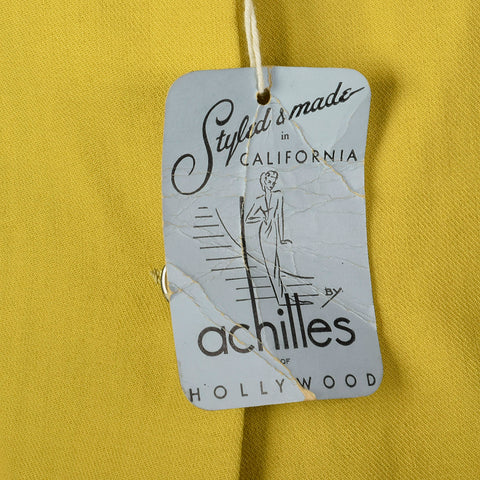 Styled & made
in
CALIFORNIA
BY
achilles
OF
HOLLYWOOD